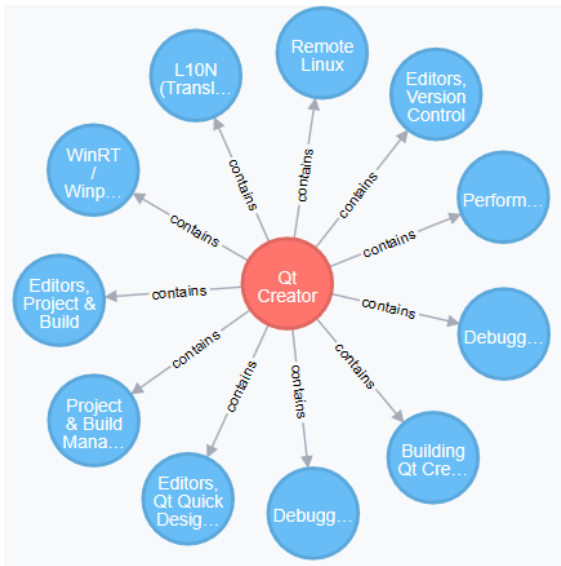 Remote
Linux
L10N
(Transl…
Editors,
Version
Control
WinRT
/
Winp…
Perform…
Qt
Creator
Editors,
Project &
Build
Debugg…
Project
& Build
Mana…
Building
Qt Cre…
Editors,
Qt Quick
Desig…
Debugg…
contains
contains
contains
contains
contains
contains
contains
contains
contains
contains
contains